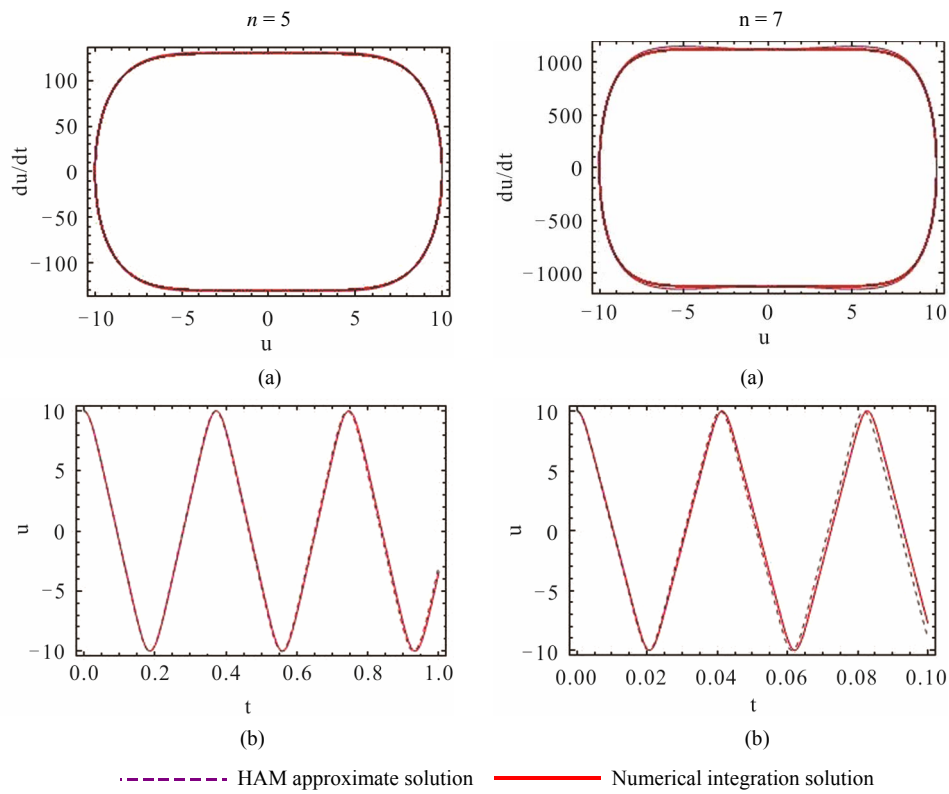 n = 5
n = 7
100
50
0
−50
−100
du/dt
−10 −5 0 5 10
u
(a)
1000
500
0
−500
−1000
du/dt
−10 −5 0 5 10
u
(a)
10
5
0
−5
−10
u
0.0 0.2 0.4 0.6 0.8 1.0
t
(b)
10
5
0
−5
−10
u
0.00 0.02 0.04 0.06 0.08 0.10
t
(b)
HAM approximate solution
Numerical integration solution